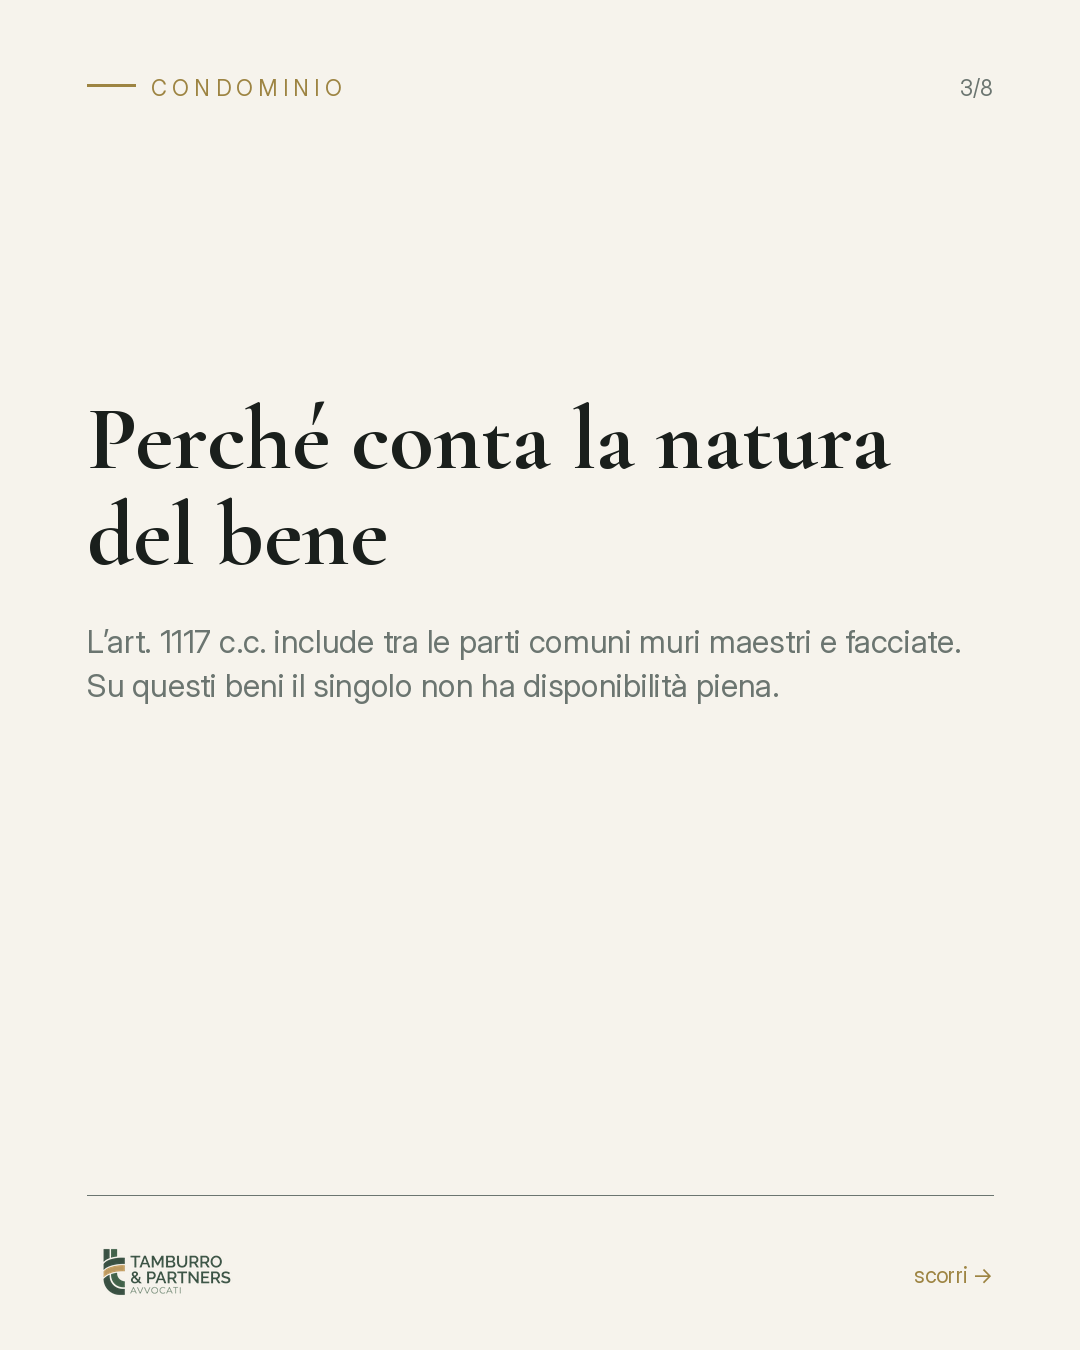 CONDOMINIO
3/8
Perché conta la natura
del bene
L'art. 1117 c.c. include tra le parti comuni muri maestri e facciate.
Su questi beni il singolo non ha disponibilità piena.
TAMBURRO
& PARTNERS
AVVOCATI
scorri →